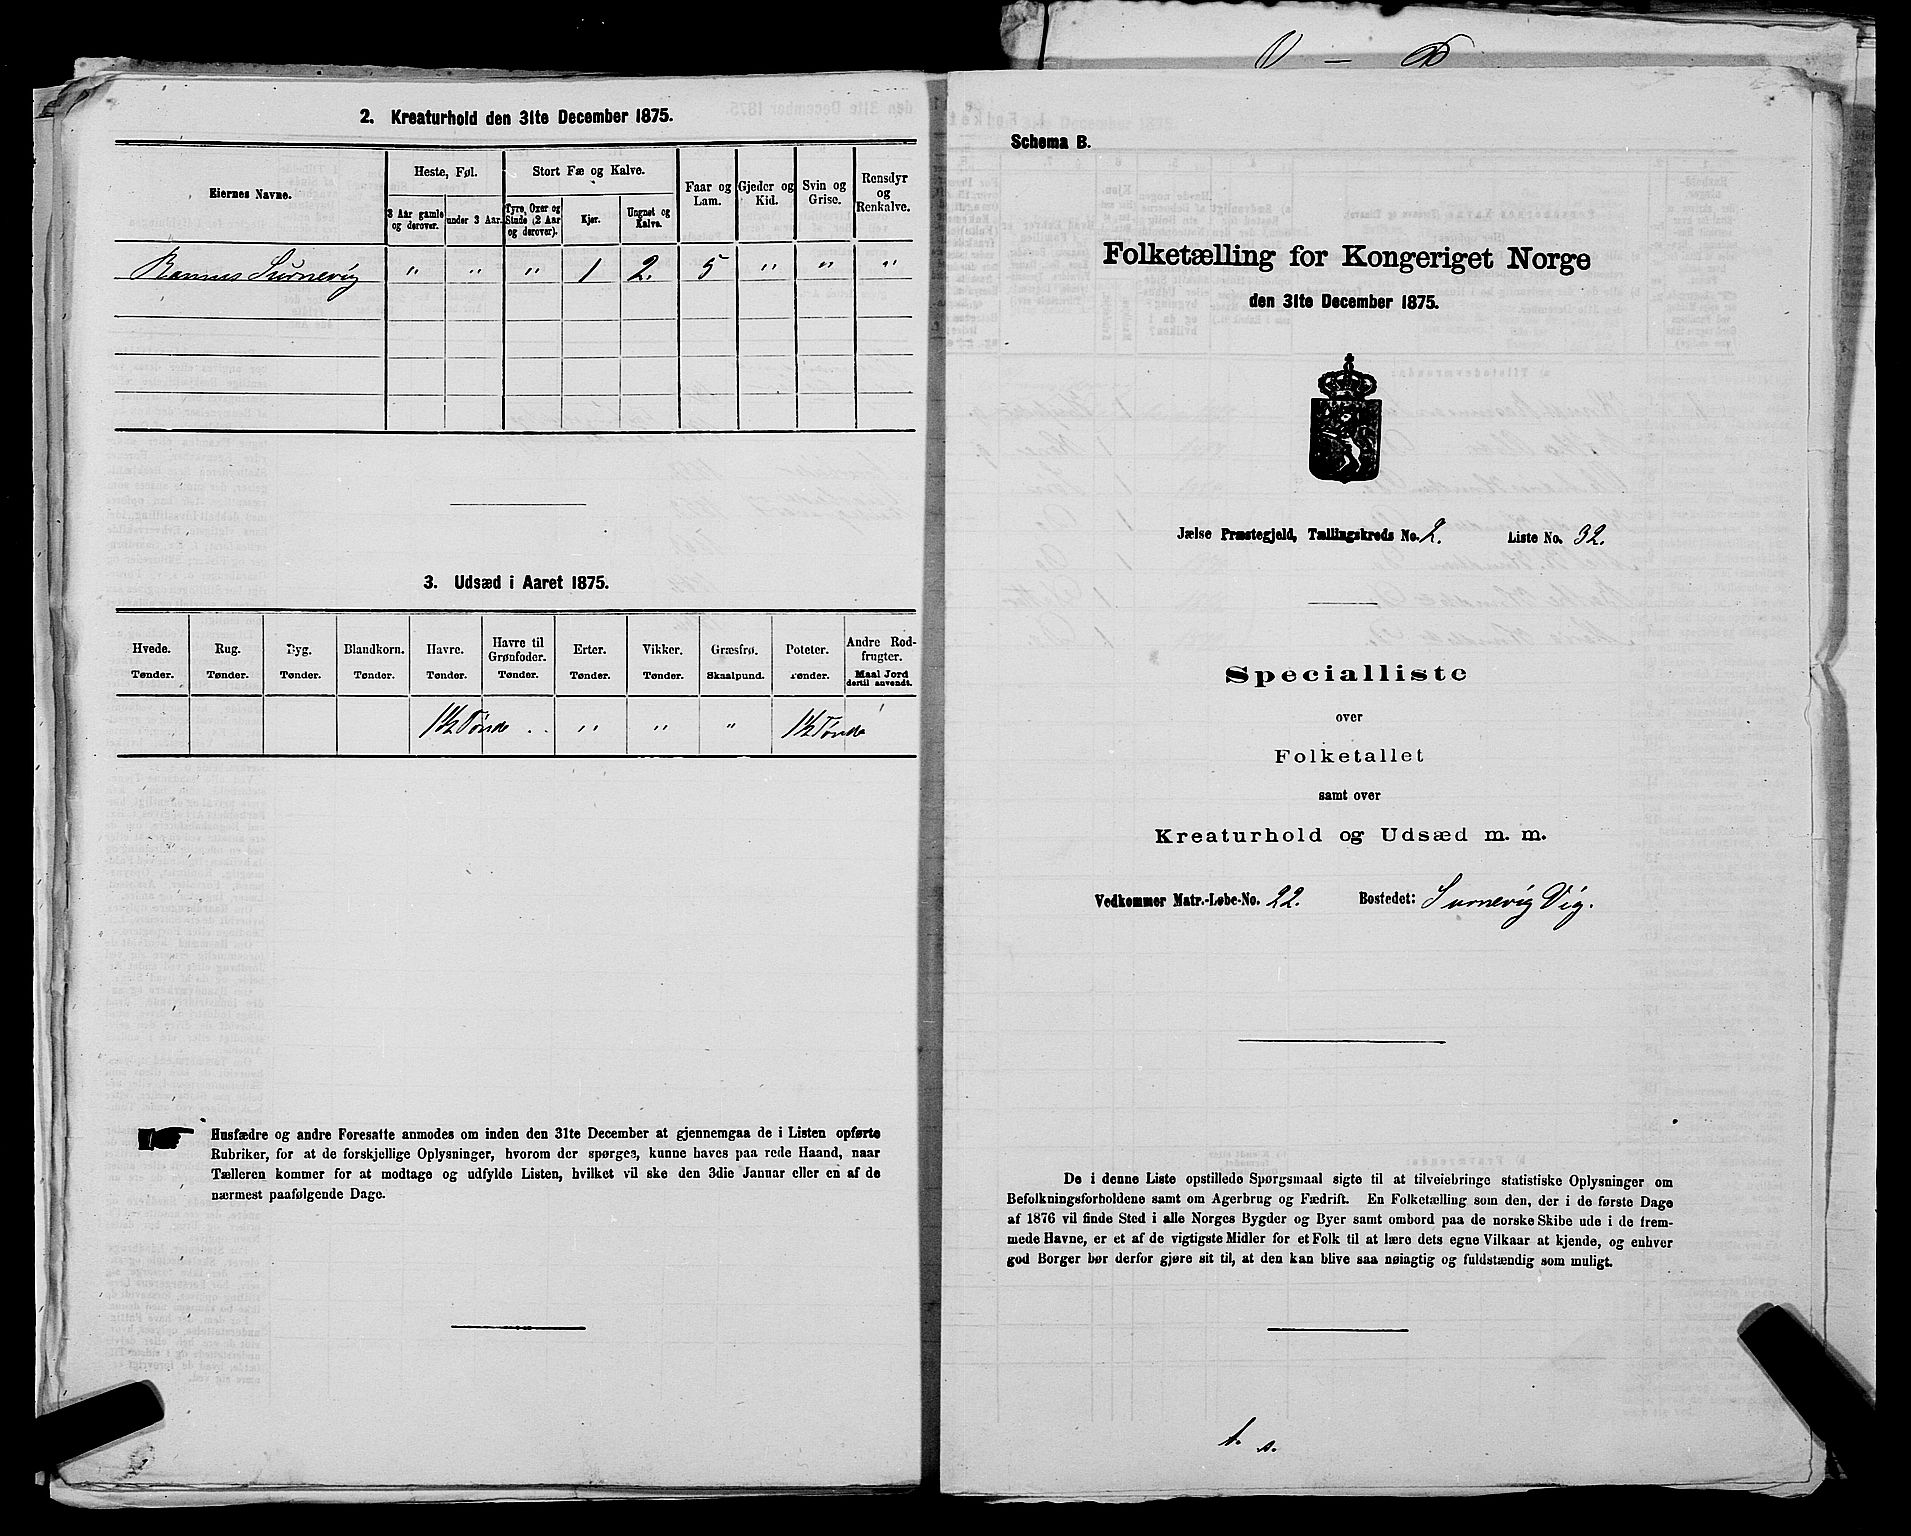 2. Kreaturhold den 31te December 1875.
Eiernes Navne.
Heste, Føl.
Stort Fæ og Kalve.
Faar og Lam.
Gjeder og Kid.
Svin og Grise.
Rensdyr og Renkalve.
3 Aar gamle og derover.
under 3 Aar.
Tyre, Oxer og Stude (2 Aar og derover).
Kjør.
Ungnøt og Kalve.
Rasmus Survevig " " " 1 2. 5 " " "
3. Udsæd i Aaret 1875.
Hvede. Rug. Byg. Blandkorn. Havre. Havre til Grønfoder. Erter. Vikker. Græsfrø. Poteter. Andre Rodfrugter.
Tønder. Tønder. Tønder. Tønder. Tønder. Tønder. Tønder. Tønder. Skaalpund. Tønder. Maal Jord dertil anvendt.
1½ Tønde . . " " " 1½ Tønde
Husfædre og andre Foresatte anmodes om inden den 31te December at gjennemgaa de i Listen opførte
Rubriker, for at de forskjellige Oplysninger, hvorom der spørges, kunne haves paa rede Haand, naar
Tælleren kommer for at modtage og udfylde Listen, hvilket vil ske den 3die Januar eller en af de
nærmest paafølgende Dage.
Schema B.
Folketælling for Kongeriget Norge
den 31te December 1875.
Jælse Præstegjeld, Tællingskreds No. 2. Liste No. 32.
Specialliste
over
Folketallet
samt over
Kreaturhold og Udsæd m. m.
Vedkommer Matr.-Løbe-No. 22. Bostedet: Survevig Vig.
De i denne Liste opstillede Spørgsmaal sigte til at tilveiebringe statistiske Oplysninger om
Befolkningsforholdene samt om Agerbrug og Fædrift. En Folketælling som den, der i de første Dage
af 1876 vil finde Sted i alle Norges Bygder og Byer samt ombord paa de norske Skibe ude i de frem-
mede Havne, er et af de vigtigste Midler for et Folk til at lære dets egne Vilkaar at kjende, og enhver
god Borger bør derfor gjøre sit til, at den kan blive saa nøiagtig og fuldstændig som muligt.
t. s.